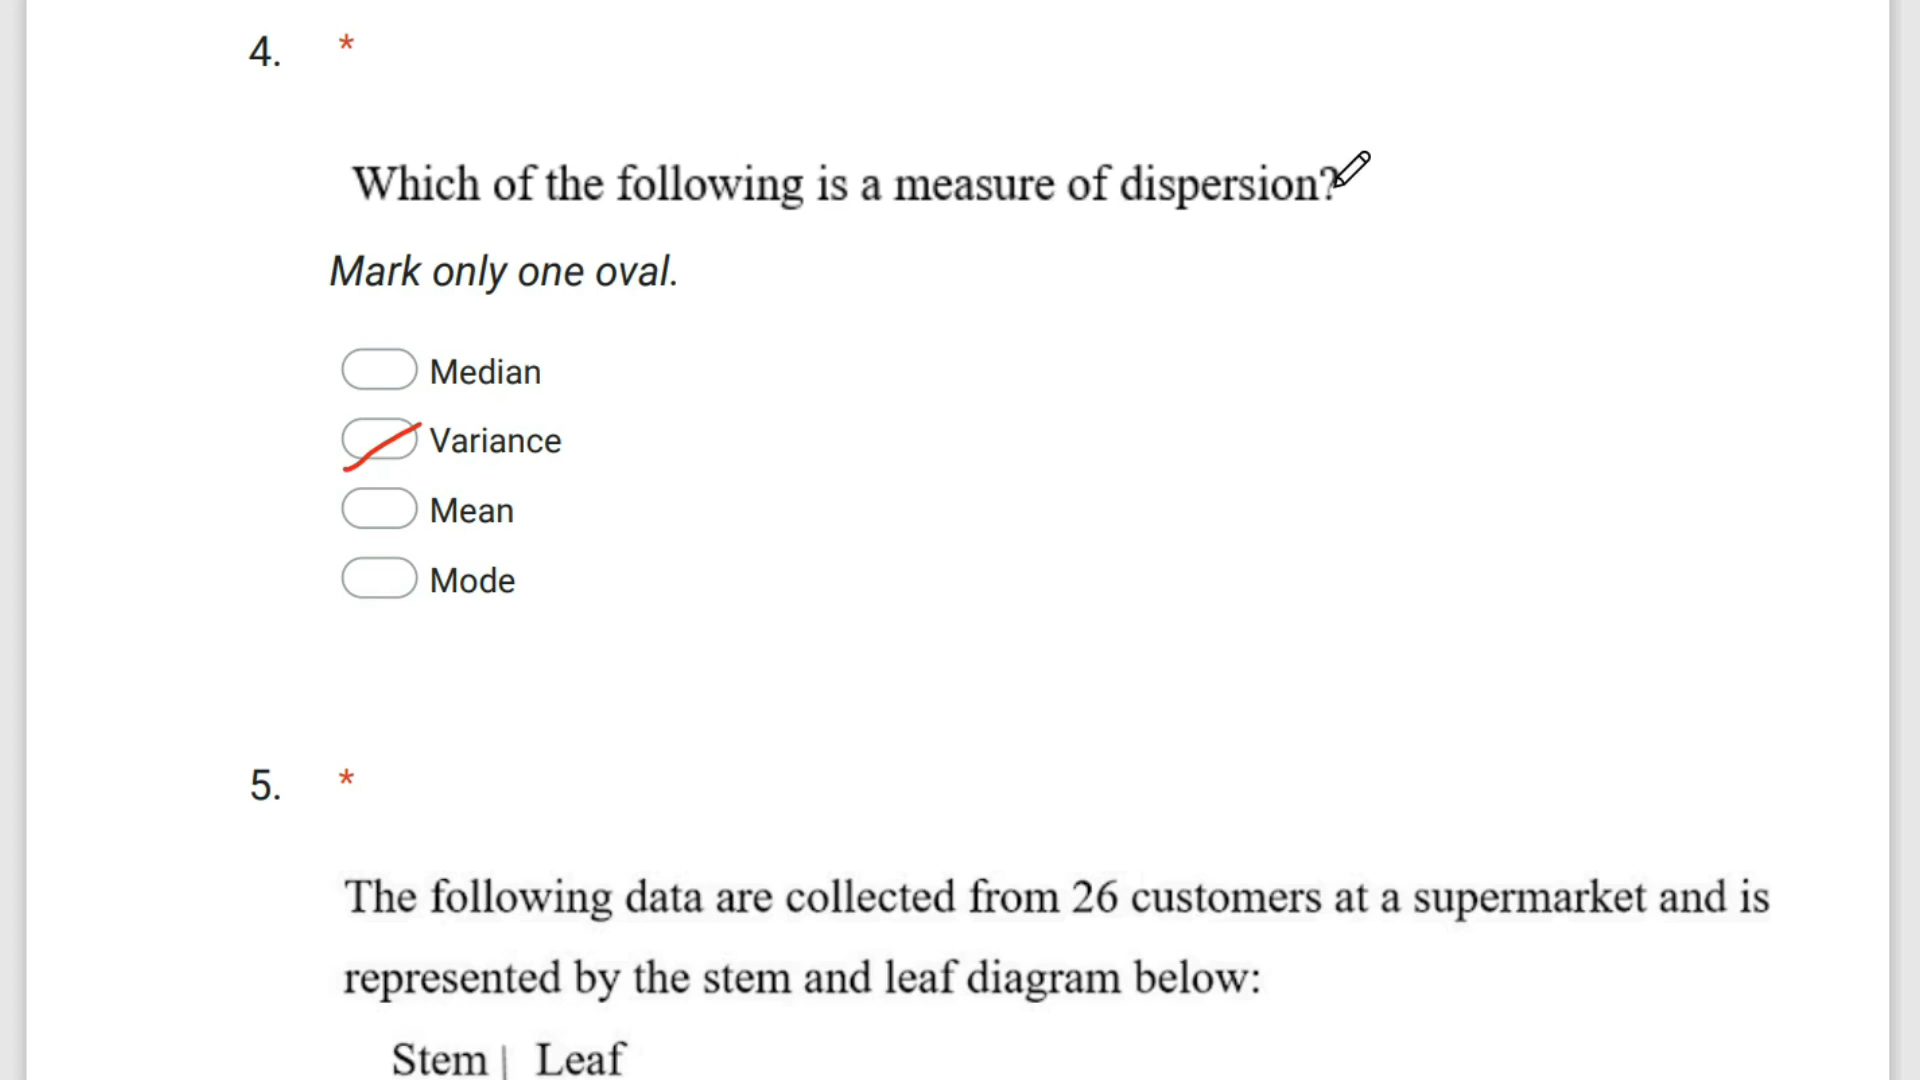 4. *
Which of the following is a measure of dispersion?
Mark only one oval.
Median
Variance
Mean
Mode
5. *
The following data are collected from 26 customers at a supermarket and is
represented by the stem and leaf diagram below:
Stem | Leaf